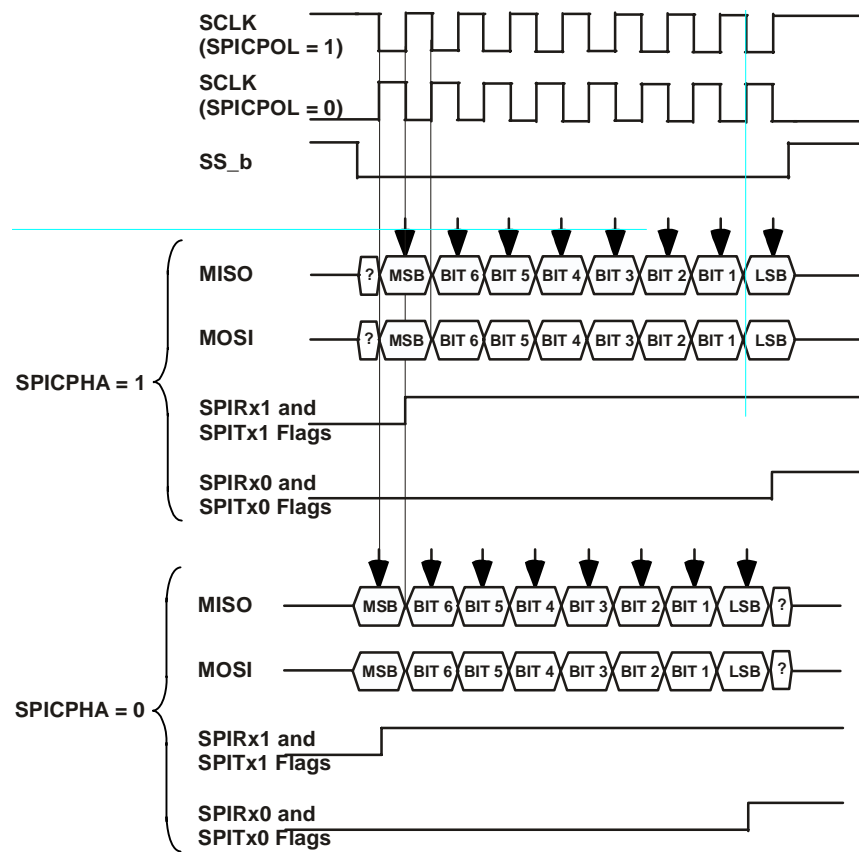 SCLK
(SPICPOL = 1)
SCLK
(SPICPOL = 0)
SS_b
MISO
? MSB BIT 6 BIT 5 BIT 4 BIT 3 BIT 2 BIT 1 LSB
MOSI
? MSB BIT 6 BIT 5 BIT 4 BIT 3 BIT 2 BIT 1 LSB
SPICPHA = 1
SPIRx1 and
SPITx1 Flags
SPIRx0 and
SPITx0 Flags
MISO
MSB BIT 6 BIT 5 BIT 4 BIT 3 BIT 2 BIT 1 LSB ?
MOSI
MSB BIT 6 BIT 5 BIT 4 BIT 3 BIT 2 BIT 1 LSB ?
SPICPHA = 0
SPIRx1 and
SPITx1 Flags
SPIRx0 and
SPITx0 Flags